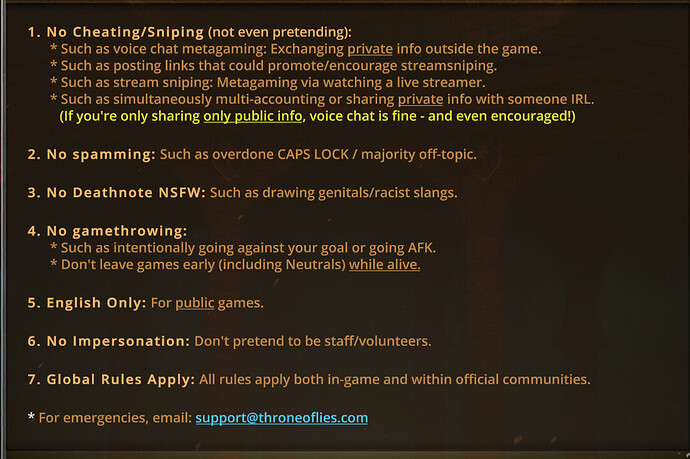 1. No Cheating/Sniping (not even pretending):
* Such as voice chat metagaming: Exchanging private info outside the game.
* Such as posting links that could promote/encourage streamsniping.
* Such as stream sniping: Metagaming via watching a live streamer.
* Such as simultaneously multi-accounting or sharing private info with someone IRL.
(If you're only sharing only public info, voice chat is fine - and even encouraged!)
2. No spamming: Such as overdone CAPS LOCK / majority off-topic.
3. No Deathnote NSFW: Such as drawing genitals/racist slangs.
4. No gamethrowing:
* Such as intentionally going against your goal or going AFK.
* Don't leave games early (including Neutrals) while alive.
5. English Only: For public games.
6. No Impersonation: Don't pretend to be staff/volunteers.
7. Global Rules Apply: All rules apply both in-game and within official communities.
* For emergencies, email: support@throneoflies.com